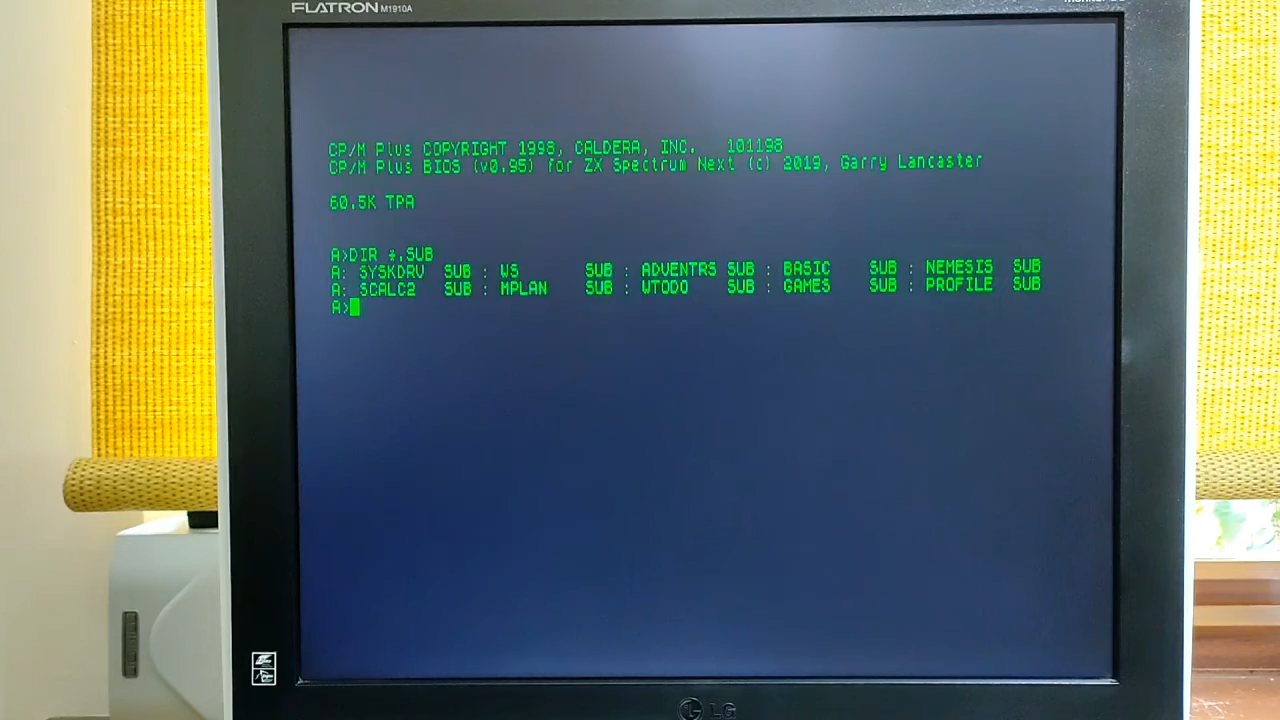 FLATRON M1910A
CP/M Plus COPYRIGHT 1998, CALDERA, INC.   101198
CP/M Plus BIOS (v0.95) for ZX Spectrum Next (c) 2019, Garry Lancaster
60.5K TPA
A>DIR *.SUB
A: SYSKDRV  SUB : WS       SUB : ADVENTRS SUB : BASIC    SUB : NEMESIS  SUB
A: SCALC2   SUB : MPLAN    SUB : WTODO    SUB : GAMES    SUB : PROFILE  SUB
A>
LG